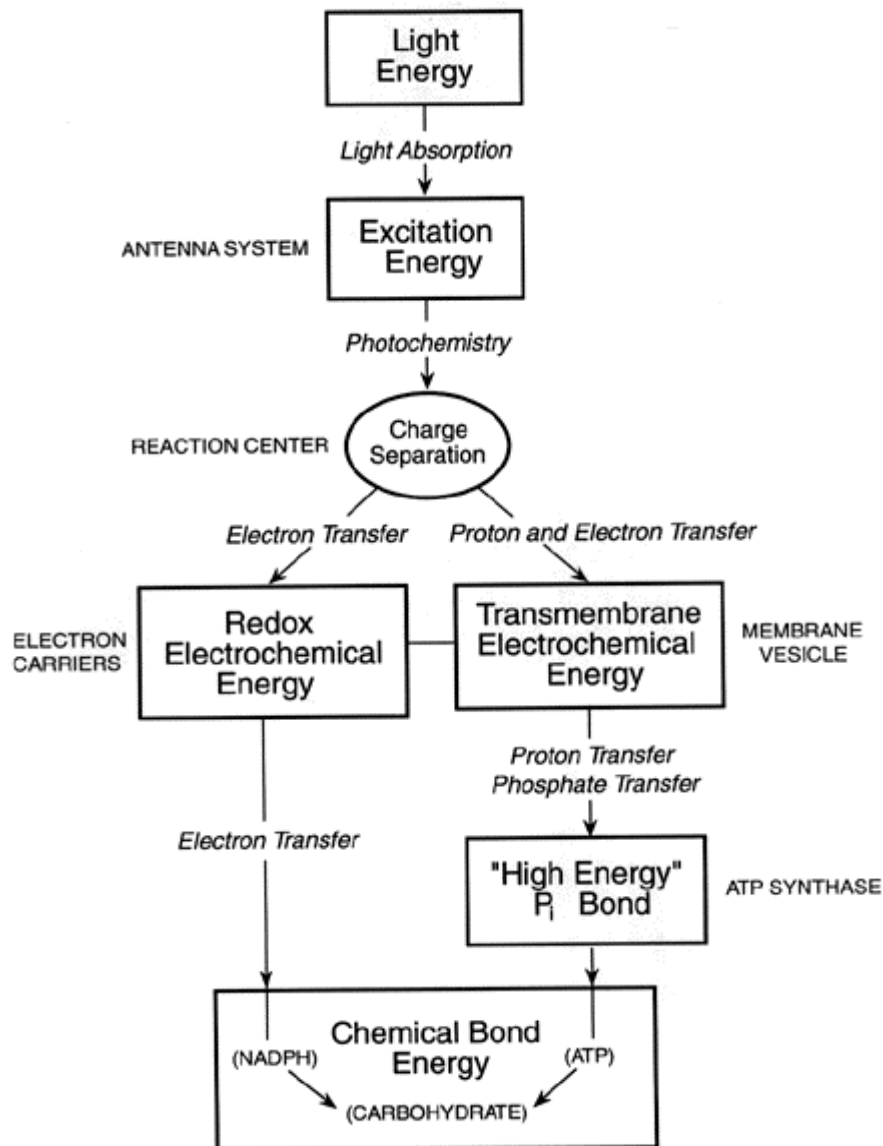 Light
Energy
Light Absorption
ANTENNA SYSTEM
Excitation
Energy
Photochemistry
REACTION CENTER
Charge
Separation
Electron Transfer
Proton and Electron Transfer
ELECTRON
CARRIERS
Redox
Electrochemical
Energy
Transmembrane
Electrochemical
Energy
MEMBRANE
VESICLE
Proton Transfer
Phosphate Transfer
Electron Transfer
"High Energy"
Pi Bond
ATP SYNTHASE
Chemical Bond
Energy
(NADPH)
(ATP)
(CARBOHYDRATE)